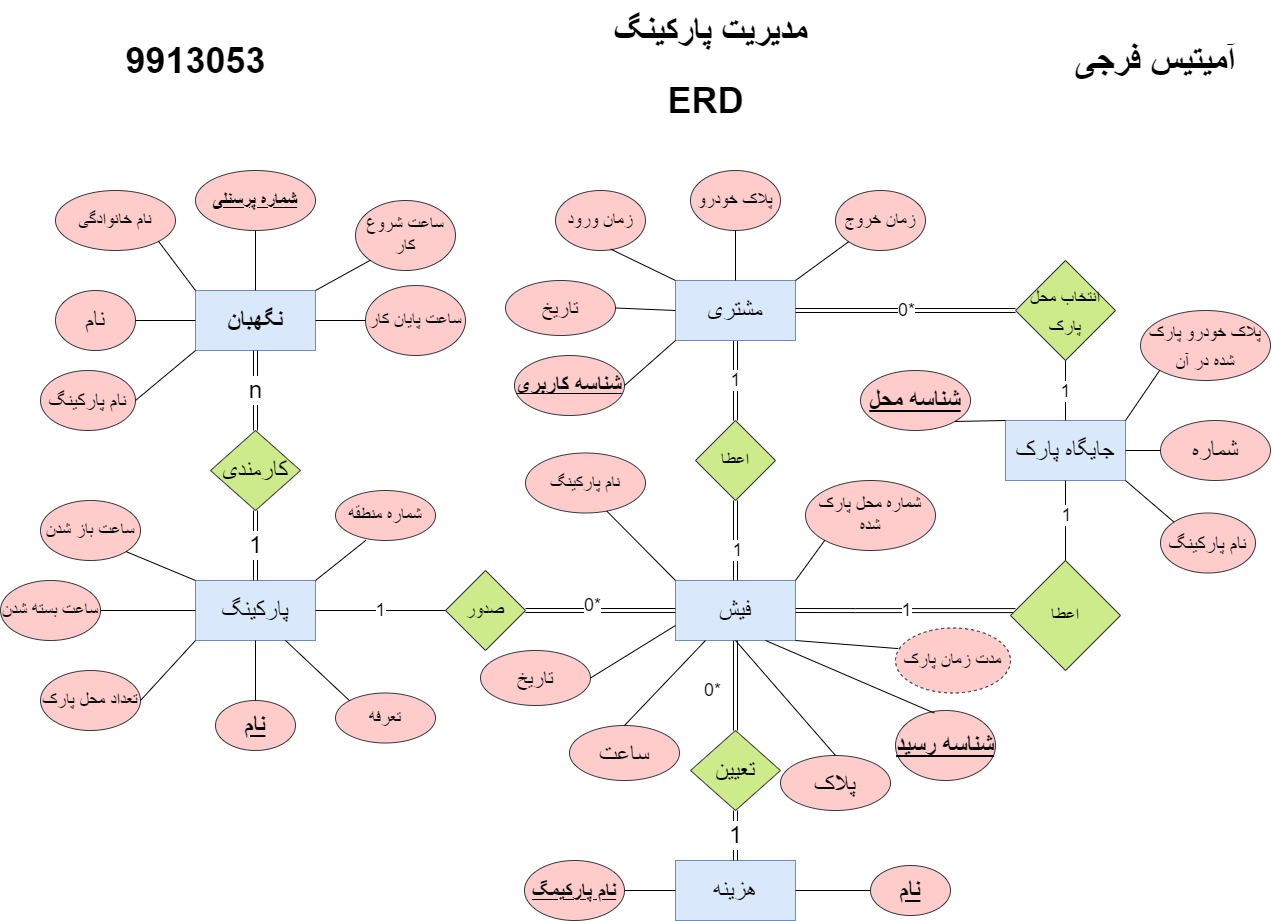 مدیریت پارکینگ
آمیتیس فرجی
9913053
ERD
شماره پرسنلی
نام خانوادگی
ساعت شروع
کار
نگهبان
نام
ساعت پایان کار
نام پارکینگ
n
کارمندی
1
ساعت باز شدن
شماره منطقه
پارکینگ
ساعت بسته شدن
تعداد محل پارک
نام
تعرفه
1
صدور
0*
پلاک خودرو
زمان ورود
زمان خروج
تاریخ
مشتری
شناسه کاربری
0*
انتخاب محل
پارک
1
پلاک خودرو پارک
شده در آن
شناسه محل
جایگاه پارک
شماره
نام پارکینگ
1
اعطا
1
1
اعطا
1
نام پارکینگ
شماره محل پارک
شده
فیش
مدت زمان پارک
تاریخ
ساعت
پلاک
شناسه رسید
0*
تعیین
1
هزینه
نام پارکیمگ
نام